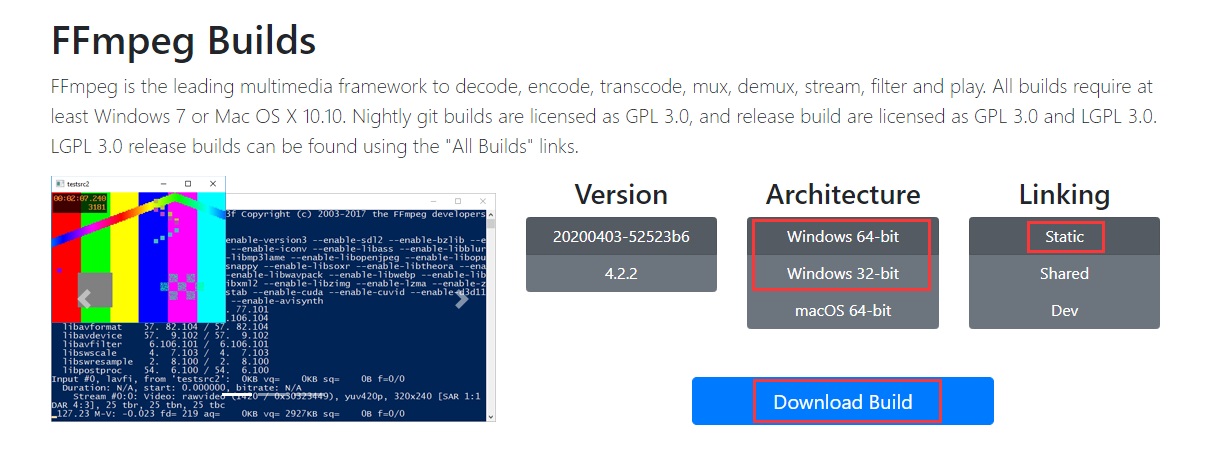 FFmpeg Builds
FFmpeg is the leading multimedia framework to decode, encode, transcode, mux, demux, stream, filter and play. All builds require at
least Windows 7 or Mac OS X 10.10. Nightly git builds are licensed as GPL 3.0, and release build are licensed as GPL 3.0 and LGPL 3.0.
LGPL 3.0 release builds can be found using the "All Builds" links.
testsrc2
00:02:07.240
3181
3f Copyright (c) 2003-2017 the FFmpeg developers
enable-version3 --enable-sdl2 --enable-bzlib --e
--enable-iconv --enable-libass --enable-libblur
-libmp3lame --enable-libopenjpeg --enable-libopu
snappy --enable-libsoxr --enable-libtheora --ena
-enable-libwavpack --enable-libwebp --enable-lib
ibxml2 --enable-libzimg --enable-lzma --enable-z
stab --enable-cuda --enable-cuvid --enable-d3d11
--enable-avisynth
77.101
.106.104
libavformat 57. 82.104 / 57. 82.104
libavdevice 57. 9.102 / 57. 9.102
libavfilter 6.106.101 / 6.106.101
libswscale 4. 7.103 / 4. 7.103
libswresample 2. 8.100 / 2. 8.100
libpostproc 54. 6.100 / 54. 6.100
Input #0, lavfi, from 'testsrc2': 0KB vq= 0KB sq= 0B f=0/0
Duration: N/A, start: 0.000000, bitrate: N/A
Stream #0:0: Video: rawvideo (I420 / 0x30323449), yuv420p, 320x240 [SAR 1:1
DAR 4:3], 25 tbr, 25 tbn, 25 tbc
127.23 M-V: -0.023 fd= 219 aq= 0KB vq= 2927KB sq= 0B f=0/0
Version
20200403-52523b6
4.2.2
Architecture
Windows 64-bit
Windows 32-bit
macOS 64-bit
Linking
Static
Shared
Dev
Download Build